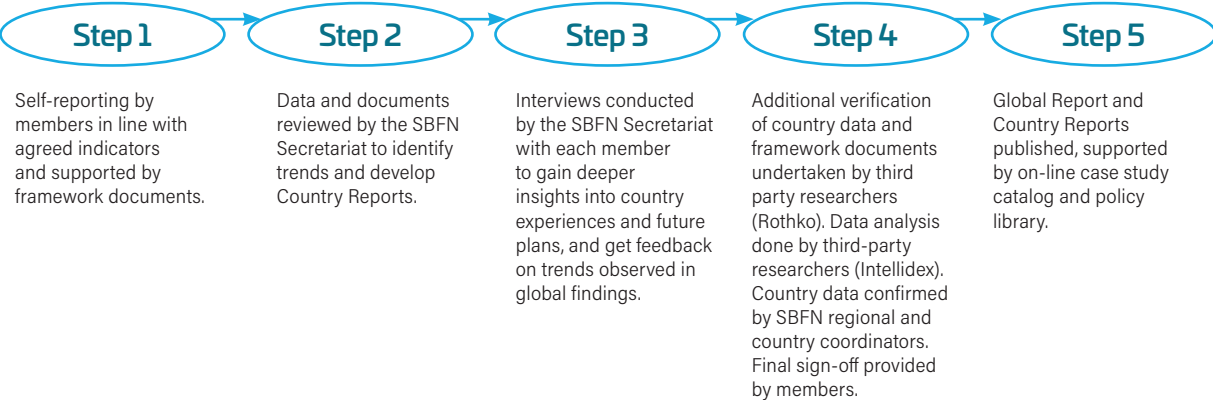 Step 1
Step 2
Step 3
Step 4
Step 5
Self-reporting by
members in line with
agreed indicators
and supported by
framework documents.
Data and documents
reviewed by the SBFN
Secretariat to identify
trends and develop
Country Reports.
Interviews conducted
by the SBFN Secretariat
with each member
to gain deeper
insights into country
experiences and future
plans, and get feedback
on trends observed in
global findings.
Additional verification
of country data and
framework documents
undertaken by third
party researchers
(Rothko). Data analysis
done by third-party
researchers (Intellidex).
Country data confirmed
by SBFN regional and
country coordinators.
Final sign-off provided
by members.
Global Report and
Country Reports
published, supported
by on-line case study
catalog and policy
library.